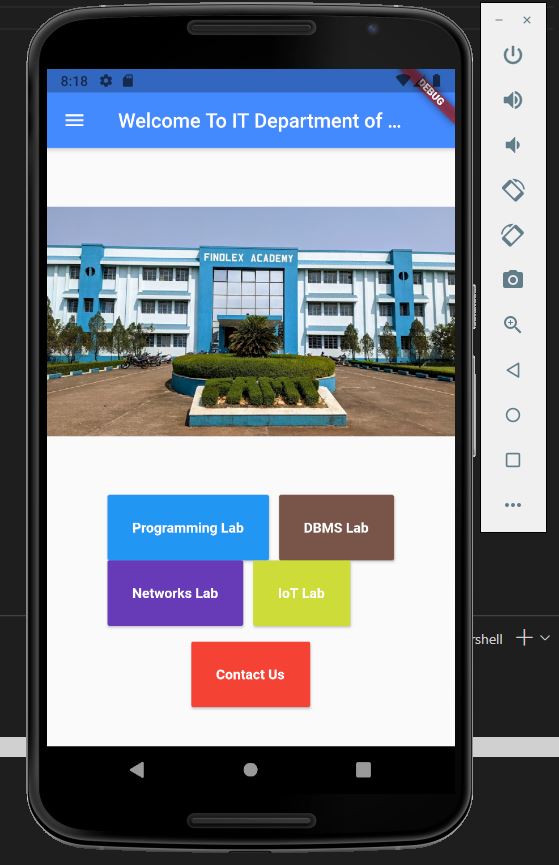 8:18
DEBUG
Welcome To IT Department of ...
FINOLEX ACADEMY
Programming Lab
DBMS Lab
Networks Lab
IoT Lab
Contact Us
rshell